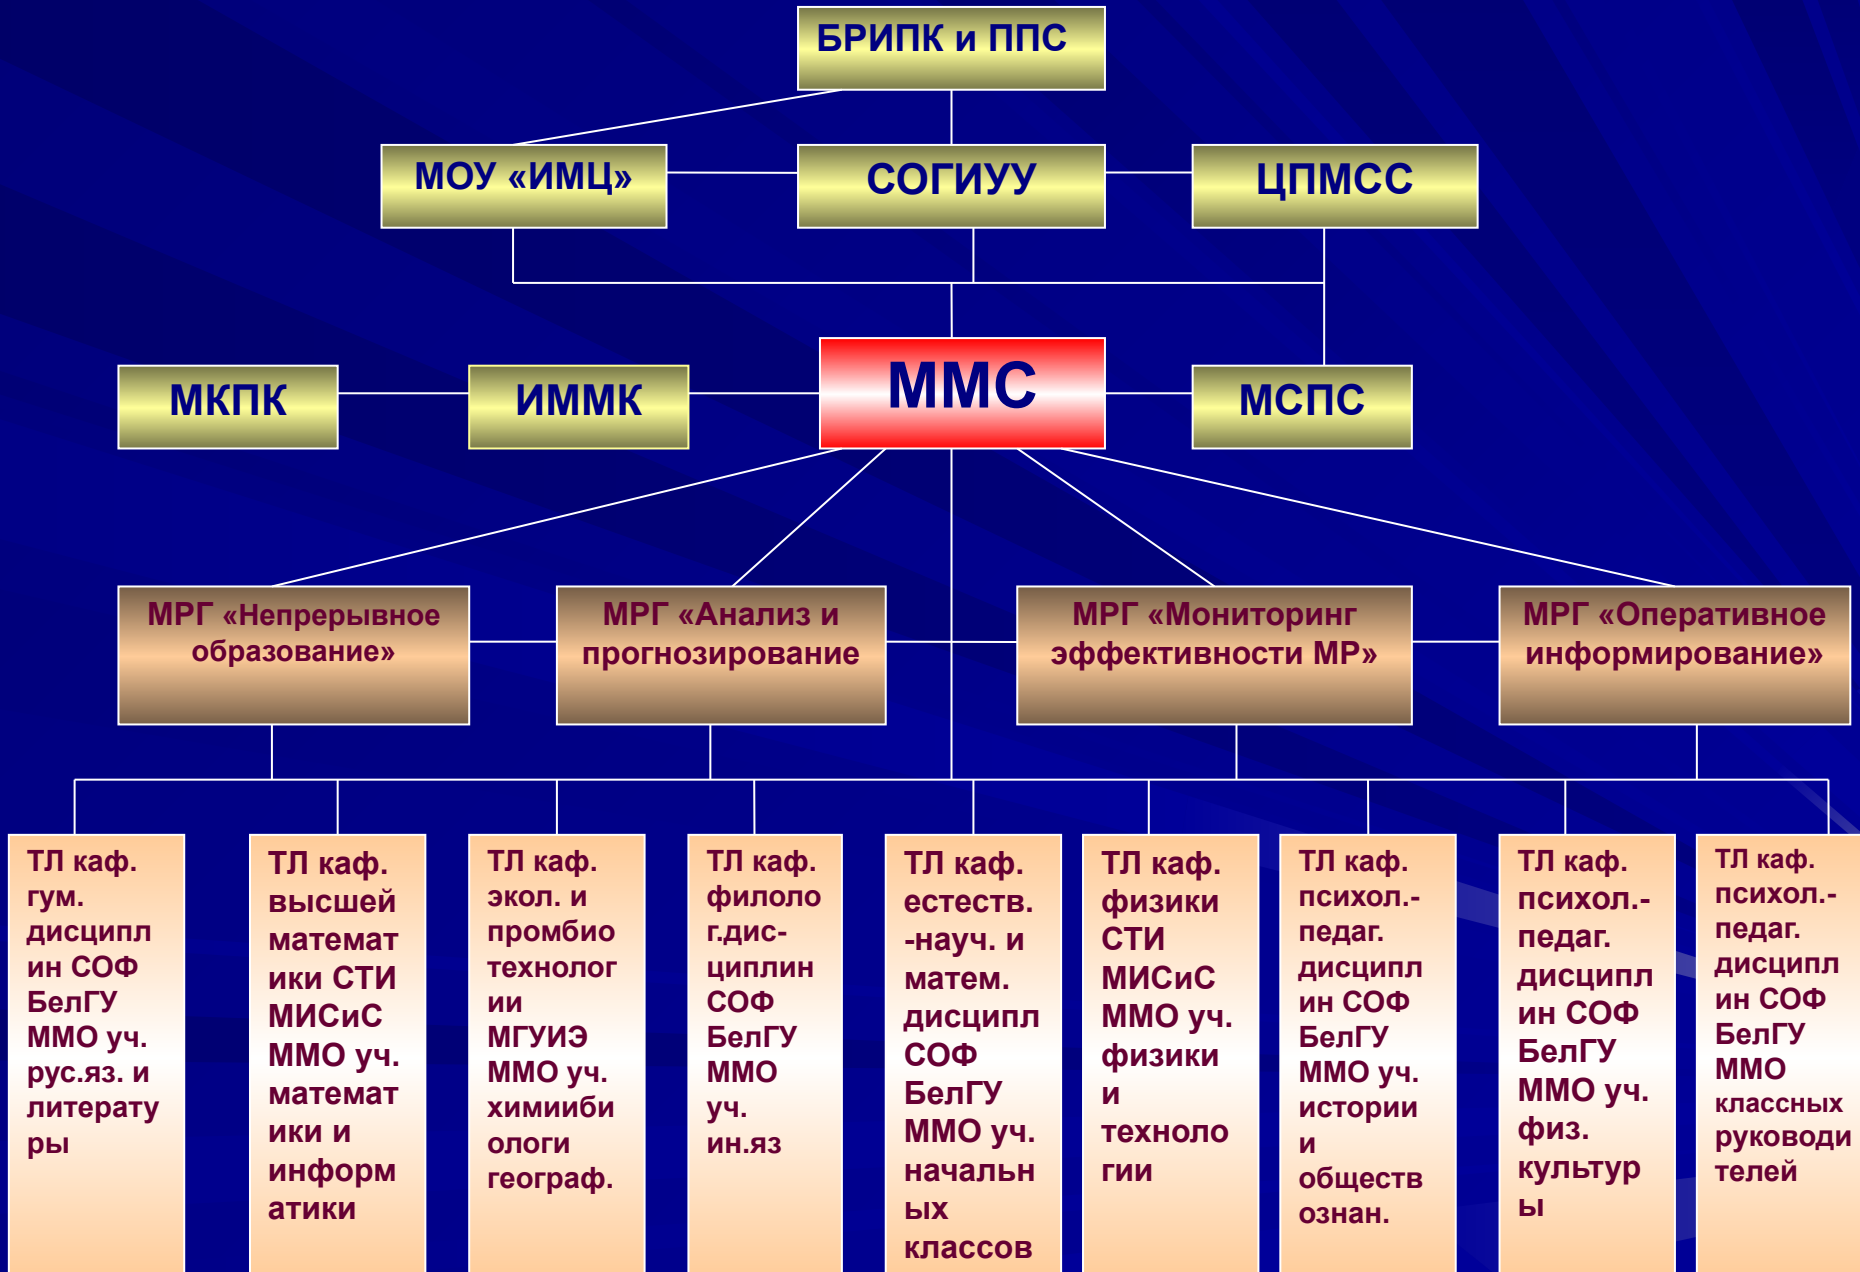 БРИПК и ППС
МОУ «ИМЦ»
СОГИУУ
ЦПМСС
МКПК
ИММК
ММС
МСПС
МРГ «Непрерывное
образование»
МРГ «Анализ и
прогнозирование
МРГ «Мониторинг
эффективности МР»
МРГ «Оперативное
информирование»
ТЛ каф.
гум.
дисципл
ин СОФ
БелГУ
ММО уч.
рус.яз. и
литерату
ры
ТЛ каф.
высшей
математ
ики СТИ
МИСиС
ММО уч.
математ
ики и
информ
атики
ТЛ каф.
экол. и
промбио
технолог
ии
МГУИЭ
ММО уч.
химииби
ологи
географ.
ТЛ каф.
филоло
г.дис-
циплин
СОФ
БелГУ
ММО
уч.
ин.яз
ТЛ каф.
естеств.
-науч. и
матем.
дисципл
СОФ
БелГУ
ММО уч.
начальн
ых
классов
ТЛ каф.
физики
СТИ
МИСиС
ММО уч.
физики
и
техноло
гии
ТЛ каф.
психол.-
педаг.
дисципл
ин СОФ
БелГУ
ММО уч.
истории
и
обществ
ознан.
ТЛ каф.
психол.-
педаг.
дисципл
ин СОФ
БелГУ
ММО уч.
физ.
культур
ы
ТЛ каф.
психол.-
педаг.
дисципл
ин СОФ
БелГУ
ММО
классных
руководи
телей